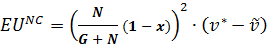 EU^{NC} = \left( \frac{N}{G+N} (1-x) \right)^2 \cdot (v^* - \tilde{v})